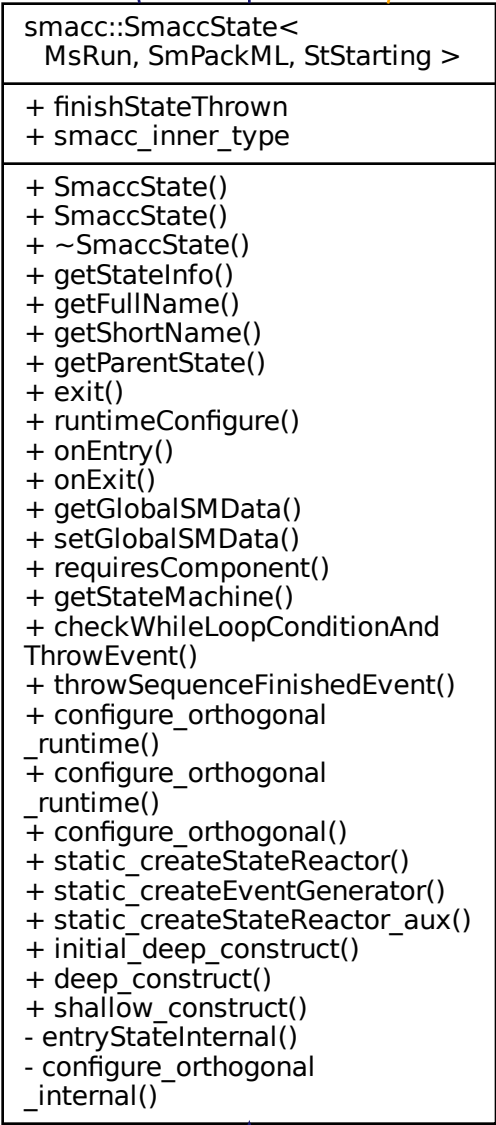 smacc::SmaccState<
MsRun, SmPackML, StStarting >
+ finishStateThrown
+ smacc_inner_type
+ SmaccState()
+ SmaccState()
+ ~SmaccState()
+ getStateInfo()
+ getFullName()
+ getShortName()
+ getParentState()
+ exit()
+ runtimeConfigure()
+ onEntry()
+ onExit()
+ getGlobalSMData()
+ setGlobalSMData()
+ requiresComponent()
+ getStateMachine()
+ checkWhileLoopConditionAnd
ThrowEvent()
+ throwSequenceFinishedEvent()
+ configure_orthogonal
_runtime()
+ configure_orthogonal
_runtime()
+ configure_orthogonal()
+ static_createStateReactor()
+ static_createEventGenerator()
+ static_createStateReactor_aux()
+ initial_deep_construct()
+ deep_construct()
+ shallow_construct()
- entryStateInternal()
- configure_orthogonal
_internal()